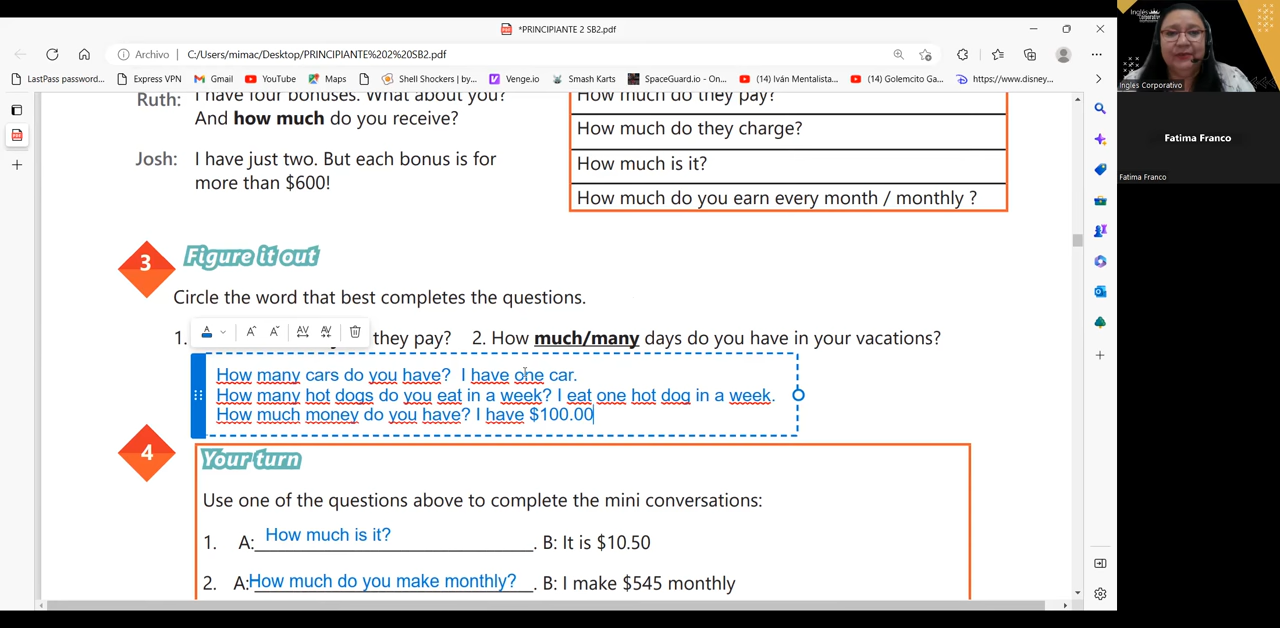 *PRINCIPIANTE 2 SB2.pdf
Archivo | C:/Users/mimac/Desktop/PRINCIPIANTE%202%20SB2.pdf
LastPass password... Express VPN Gmail YouTube Maps Shell Shockers | by... Venge.io Smash Karts SpaceGuard.io - On... (14) Iván Mentalista... (14) Golemcito Ga... https://www.disney...
Inglés Corporativo
Ingles Corporativo
Fatima Franco
Fatima Franco
Ruth: I have four bonuses. What about you?
And how much do you receive?
Josh: I have just two. But each bonus is for
more than $600!
How much do they pay?
How much do they charge?
How much is it?
How much do you earn every month / monthly ?
3 Figure it out
Circle the word that best completes the questions.
1. they pay? 2. How much/many days do you have in your vacations?
How many cars do you have? I have one car.
How many hot dogs do you eat in a week? I eat one hot dog in a week.
How much money do you have? I have $100.00
4 Your turn
Use one of the questions above to complete the mini conversations:
1. A: How much is it? . B: It is $10.50
2. A: How much do you make monthly? . B: I make $545 monthly